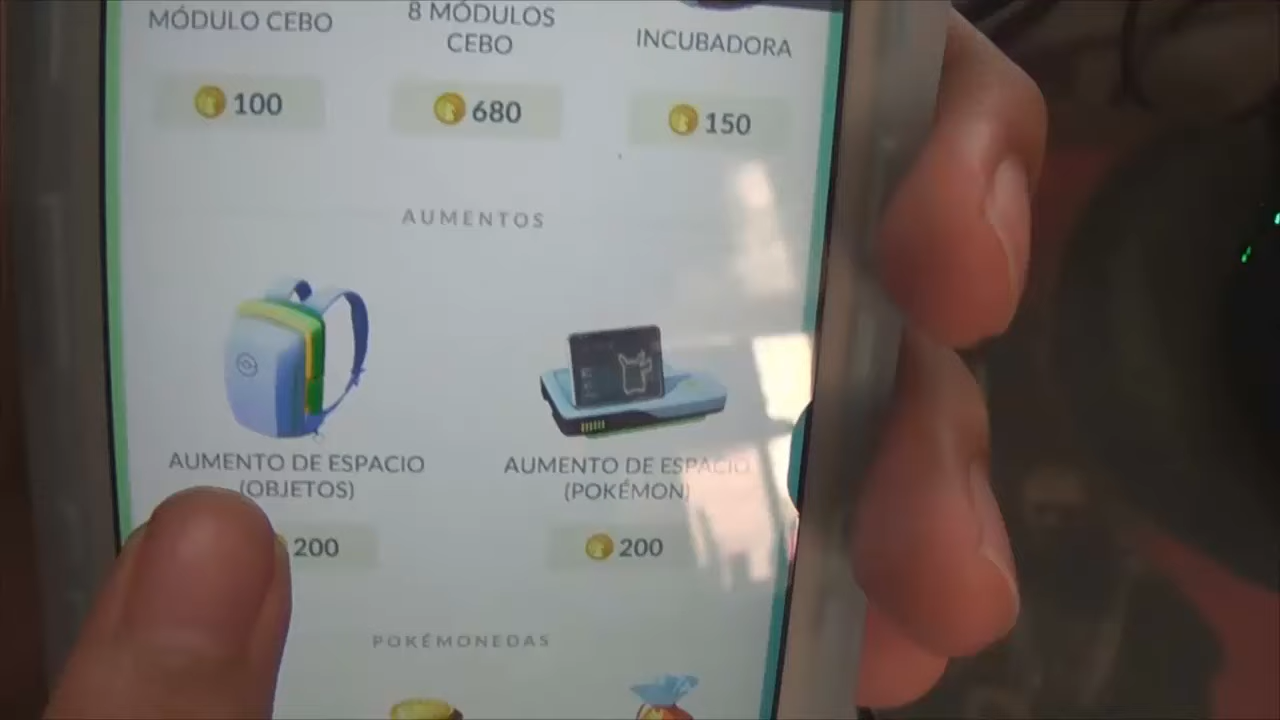 MÓDULO CEBO
8 MÓDULOS
CEBO
INCUBADORA
100
680
150
AUMENTOS
AUMENTO DE ESPACIO
(OBJETOS)
AUMENTO DE ESPACIO
(POKÉMON)
200
200
POKÉMONEDAS